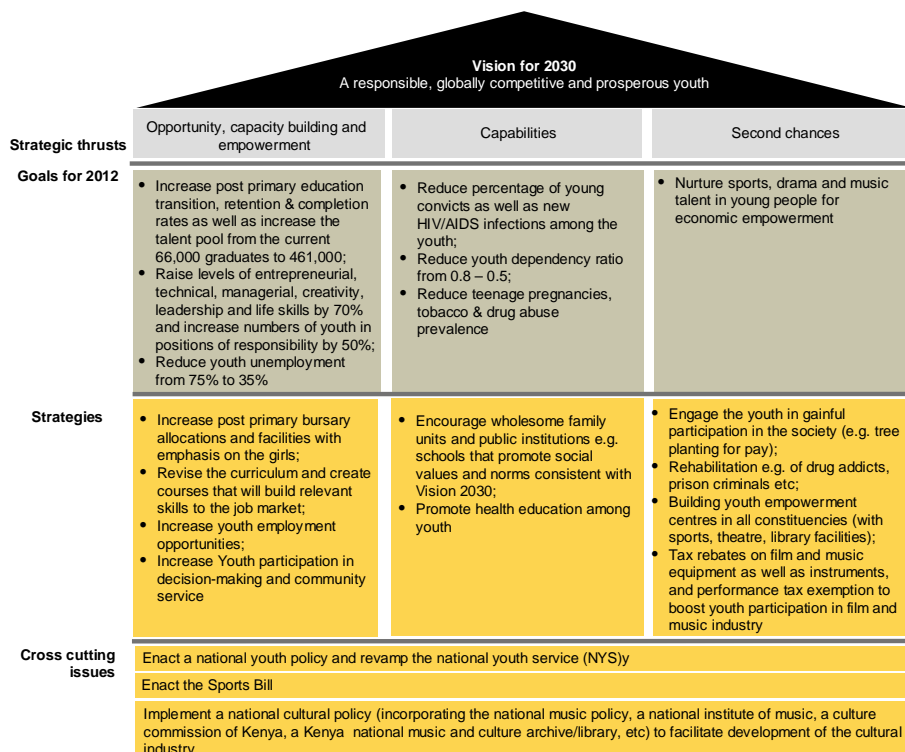 Vision for 2030
A responsible, globally competitive and prosperous youth
Strategic thrusts
Opportunity, capacity building and
empowerment
Capabilities
Second chances
Goals for 2012
• Increase post primary education
transition, retention & completion
rates as well as increase the
talent pool from the current
66,000 graduates to 461,000;
• Raise levels of entrepreneurial,
technical, managerial, creativity,
leadership and life skills by 70%
and increase numbers of youth in
positions of responsibility by 50%;
• Reduce youth unemployment
from 75% to 35%
• Reduce percentage of young
convicts as well as new
HIV/AIDS infections among the
youth;
• Reduce youth dependency ratio
from 0.8 – 0.5;
• Reduce teenage pregnancies,
tobacco & drug abuse
prevalence
• Nurture sports, drama and music
talent in young people for
economic empowerment
Strategies
• Increase post primary bursary
allocations and facilities with
emphasis on the girls;
• Revise the curriculum and create
courses that will build relevant
skills to the job market;
• Increase youth employment
opportunities;
• Increase Youth participation in
decision-making and community
service
• Encourage wholesome family
units and public institutions e.g.
schools that promote social
values and norms consistent with
Vision 2030;
• Promote health education among
youth
• Engage the youth in gainful
participation in the society (e.g. tree
planting for pay);
• Rehabilitation e.g. of drug addicts,
prison criminals etc;
• Building youth empowerment
centres in all constituencies (with
sports, theatre, library facilities);
• Tax rebates on film and music
equipment as well as instruments,
and performance tax exemption to
boost youth participation in film and
music industry
Cross cutting
issues
Enact a national youth policy and revamp the national youth service (NYS)y
Enact the Sports Bill
Implement a national cultural policy (incorporating the national music policy, a national institute of music, a culture
commission of Kenya, a Kenya national music and culture archive/library, etc) to facilitate development of the cultural
industry